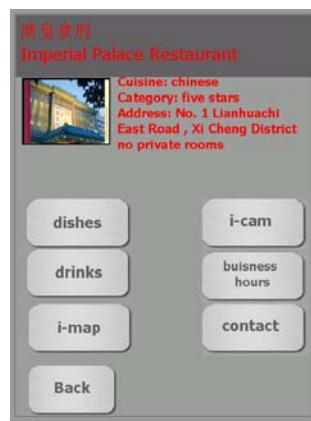 Imperial Palace Restaurant
Cuisine: chinese
Category: five stars
Address: No. 1 Lianhuachi
East Road , Xi Cheng District
no private rooms
dishes
i-cam
drinks
buisness
hours
i-map
contact
Back